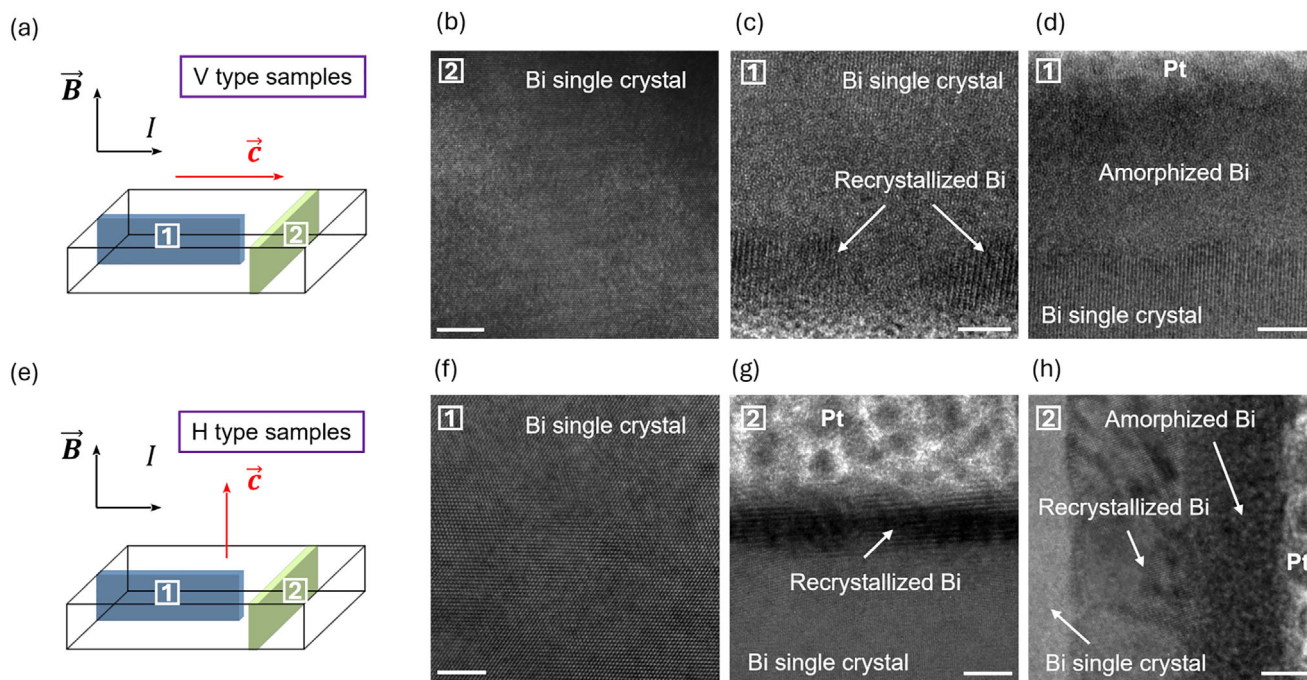 (a)
V type samples
B
I
c
1
2
(b)
2
Bi single crystal
(c)
1
Bi single crystal
Recrystallized Bi
(d)
1
Pt
Amorphized Bi
Bi single crystal
(e)
H type samples
B
I
c
1
2
(f)
1
Bi single crystal
(g)
2
Pt
Recrystallized Bi
Bi single crystal
(h)
2
Amorphized Bi
Recrystallized Bi
Pt
Bi single crystal